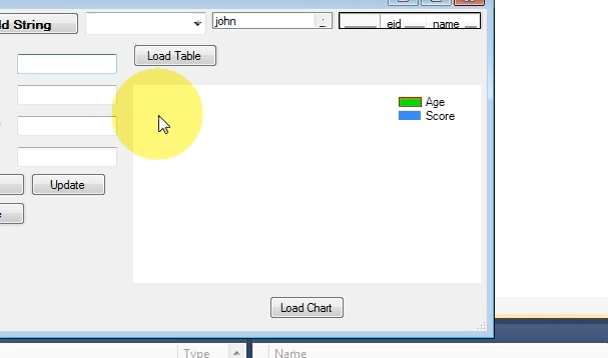 ld String
john
eid name
Load Table
Age
Score
Update
e
Load Chart
Type
Name